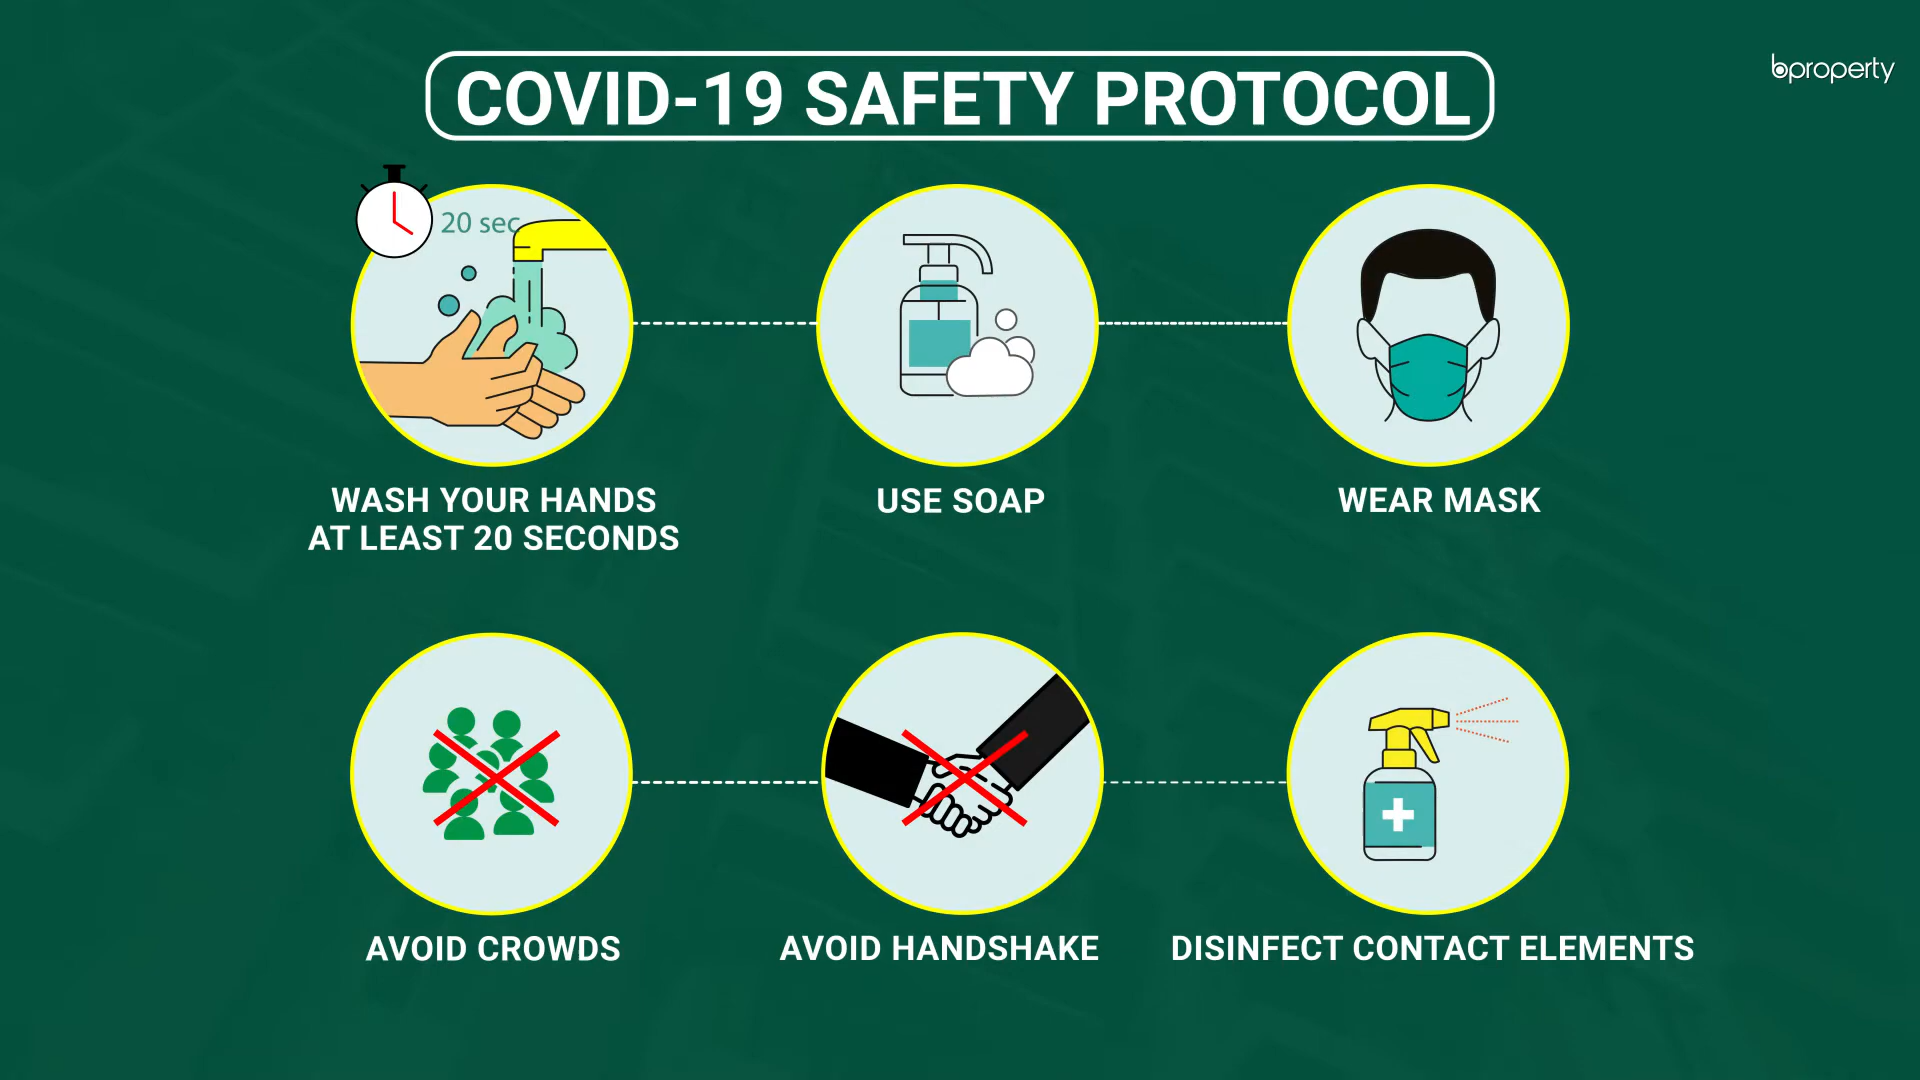 COVID-19 SAFETY PROTOCOL
bproperty
20 sec
WASH YOUR HANDS
AT LEAST 20 SECONDS
USE SOAP
WEAR MASK
AVOID CROWDS
AVOID HANDSHAKE
DISINFECT CONTACT ELEMENTS